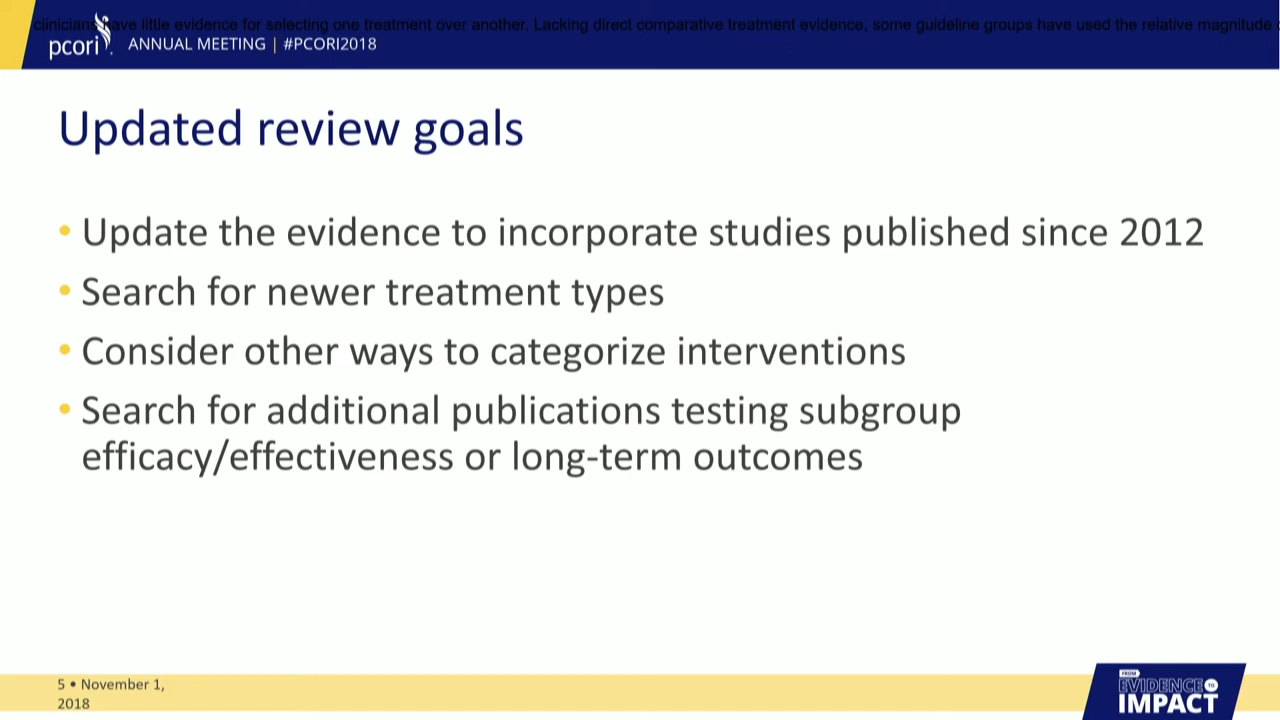 clinicians have little evidence for selecting one treatment over another. Lacking direct comparative treatment evidence, some guideline groups have used the relative magnitude
pcori. ANNUAL MEETING | #PCORI2018
Updated review goals
• Update the evidence to incorporate studies published since 2012
• Search for newer treatment types
• Consider other ways to categorize interventions
• Search for additional publications testing subgroup
efficacy/effectiveness or long-term outcomes
5 • November 1,
2018
FROM
EVIDENCE TO
IMPACT